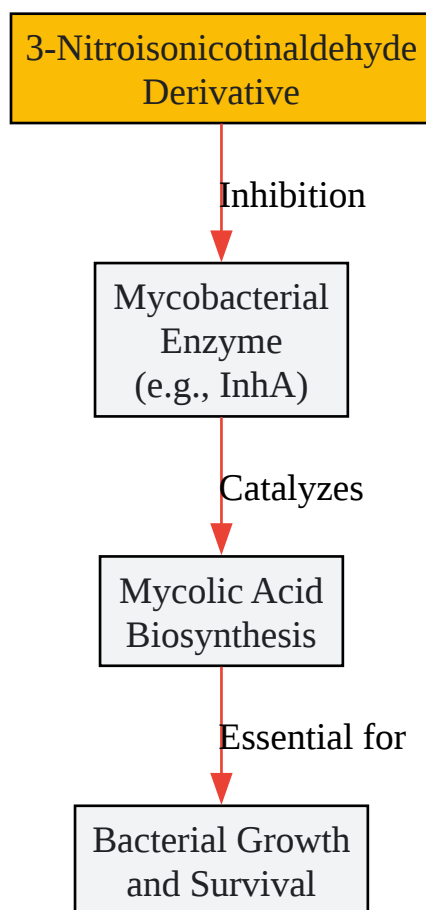 3-Nitroisonicotinaldehyde
Derivative
Inhibition
Mycobacterial
Enzyme
(e.g., InhA)
Catalyzes
Mycolic Acid
Biosynthesis
Essential for
Bacterial Growth
and Survival